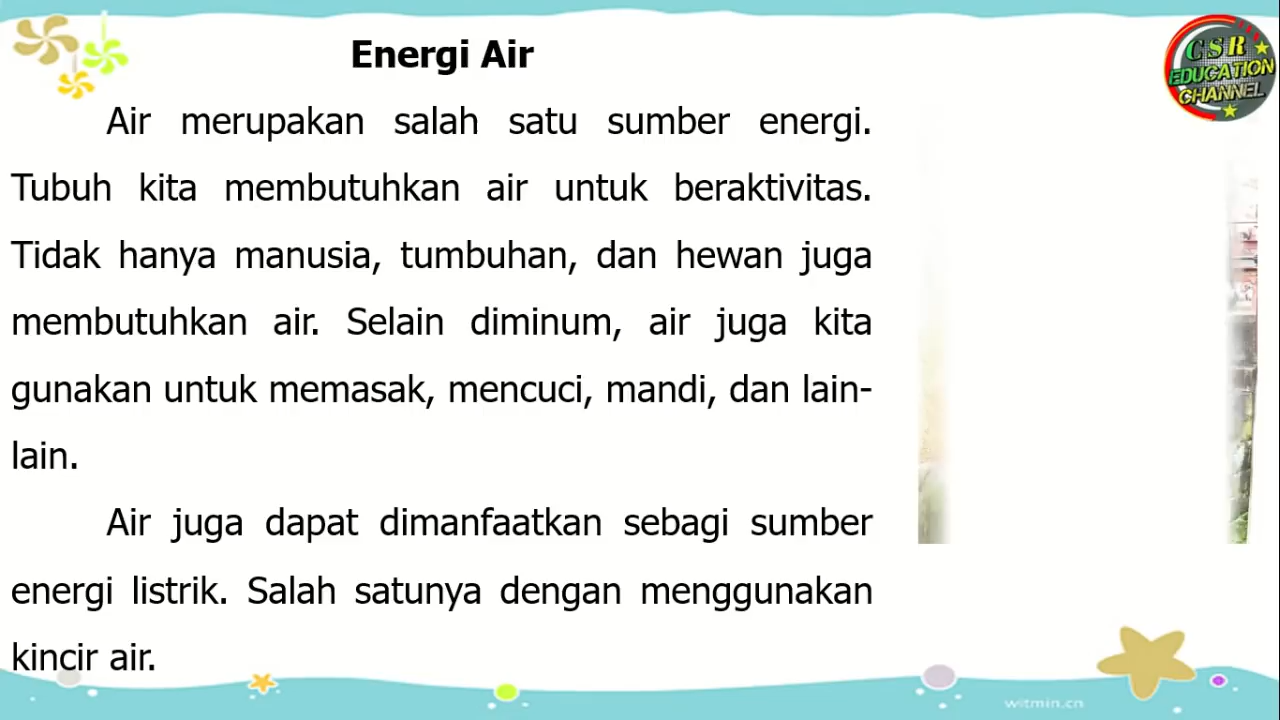 Energi Air
CSR
EDUCATION
CHANNEL
Air merupakan salah satu sumber energi.
Tubuh kita membutuhkan air untuk beraktivitas.
Tidak hanya manusia, tumbuhan, dan hewan juga
membutuhkan air. Selain diminum, air juga kita
gunakan untuk memasak, mencuci, mandi, dan lain-
lain.
Air juga dapat dimanfaatkan sebagi sumber
energi listrik. Salah satunya dengan menggunakan
kincir air.
witmin.cn